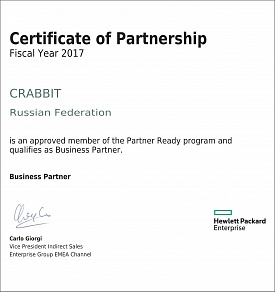 Certificate of Partnership
Fiscal Year 2017
CRABBIT
Russian Federation
is an approved member of the Partner Ready program and
qualifies as Business Partner.
Business Partner
Carlo Giorgi
Vice President Indirect Sales
Enterprise Group EMEA Channel
Hewlett Packard
Enterprise